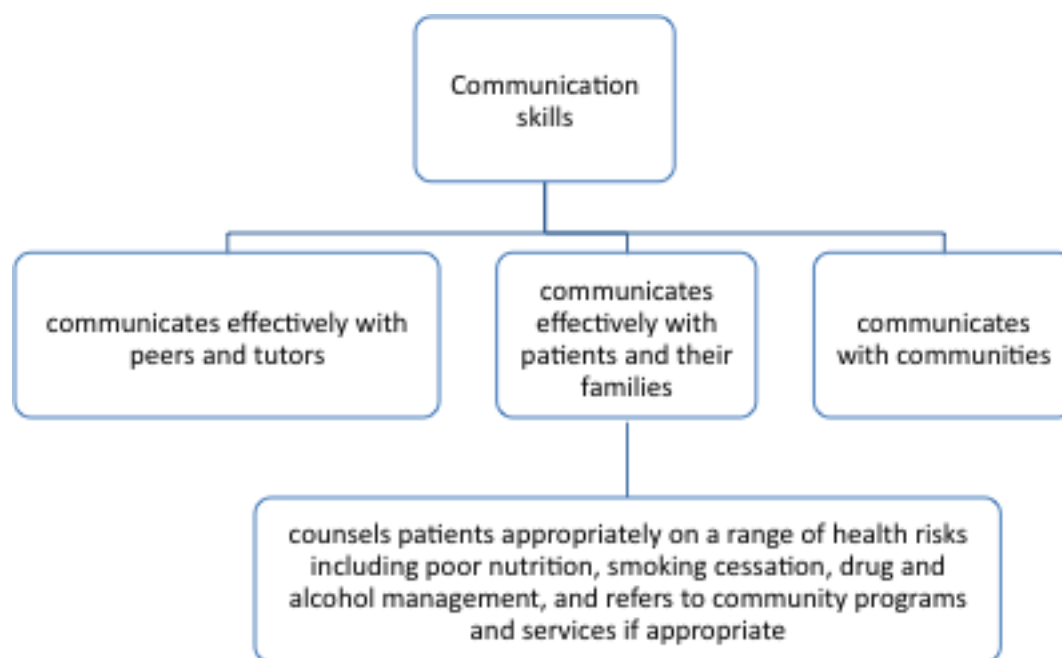 Communication
skills
communicates effectively with
peers and tutors
communicates
effectively with
patients and their
families
communicates
with communities
counsels patients appropriately on a range of health risks
including poor nutrition, smoking cessation, drug and
alcohol management, and refers to community programs
and services if appropriate